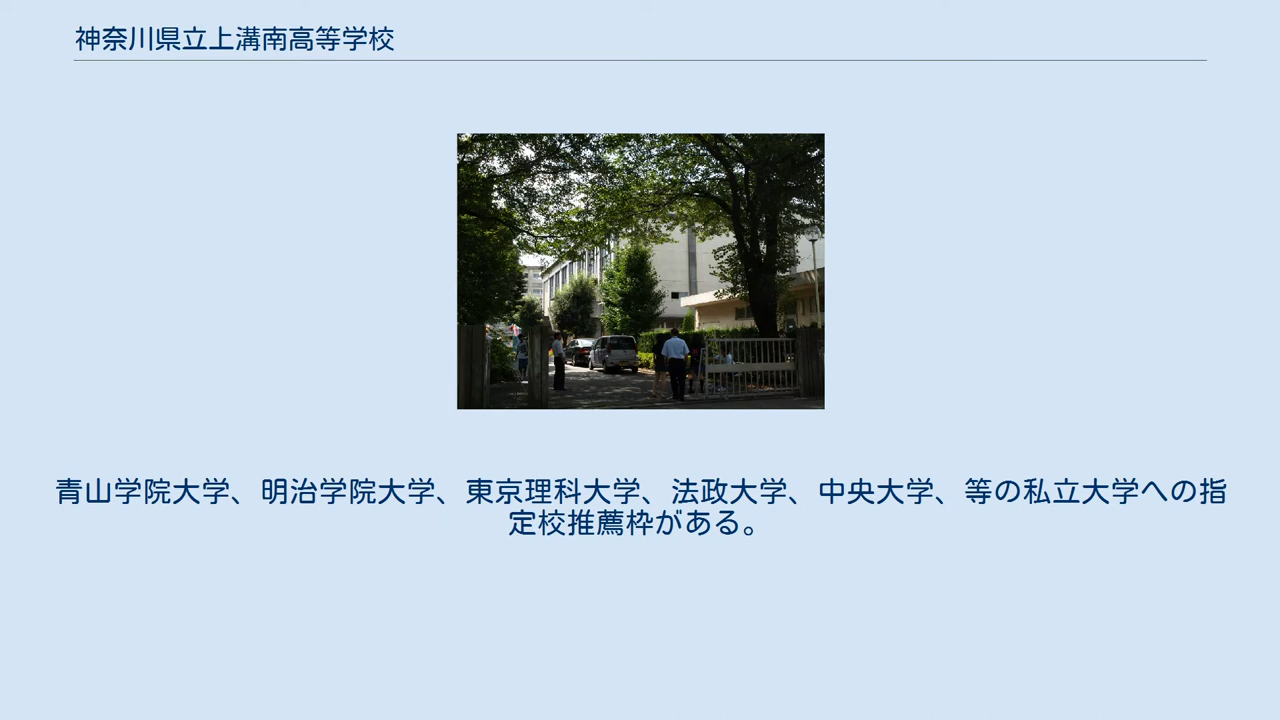 神奈川県立上溝南高等学校
青山学院大学、明治学院大学、東京理科大学、法政大学、中央大学、等の私立大学への指
定校推薦枠がある。